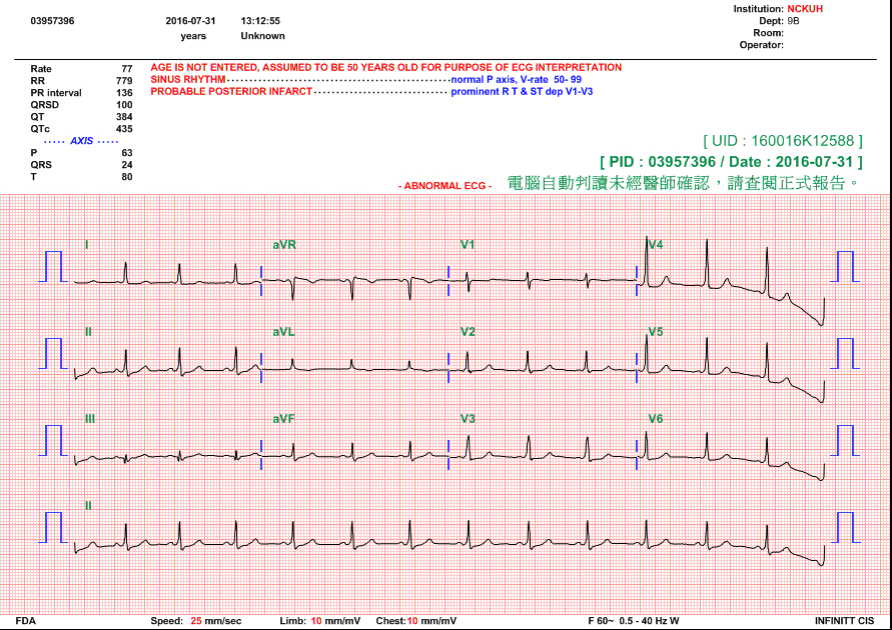 Institution: NCKUH
03957396 2016-07-31 13:12:55 Dept: 9B
years Unknown Room:
Operator:
Rate 77 AGE IS NOT ENTERED, ASSUMED TO BE 50 YEARS OLD FOR PURPOSE OF ECG INTERPRETATION
RR 779 SINUS RHYTHM - - - - - - - - - - normal P axis, V-rate 50- 99
PR interval 136 PROBABLE POSTERIOR INFARCT - - - - - - - - - - prominent R T & ST dep V1-V3
QRSD 100
QT 384
QTc 435
----- AXIS -----
P 63
QRS 24
T 80
[ UID : 160016K12588 ]
[ PID : 03957396 / Date : 2016-07-31 ]
- ABNORMAL ECG - 電腦自動判讀未經醫師確認，請查閱正式報告。
I aVR V1 V4
II aVL V2 V5
III aVF V3 V6
II
FDA Speed: 25 mm/sec Limb: 10 mm/mV Chest: 10 mm/mV F 60~ 0.5 - 40 Hz W INFINITT CIS